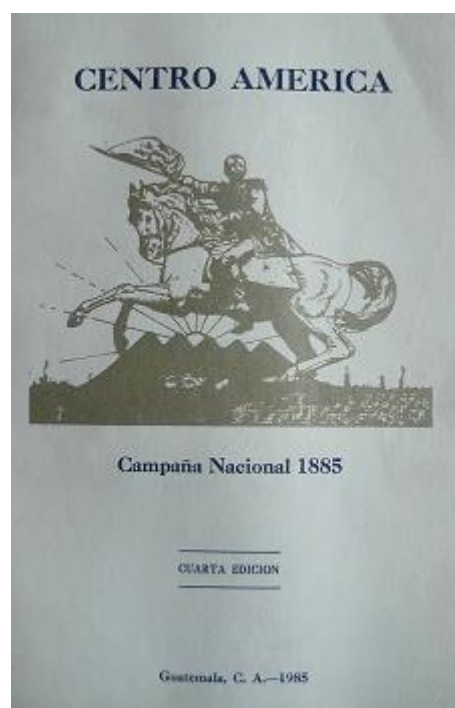 CENTRO AMERICA
Campaña Nacional 1885
CUARTA EDICION
Guatemala, C. A.—1985